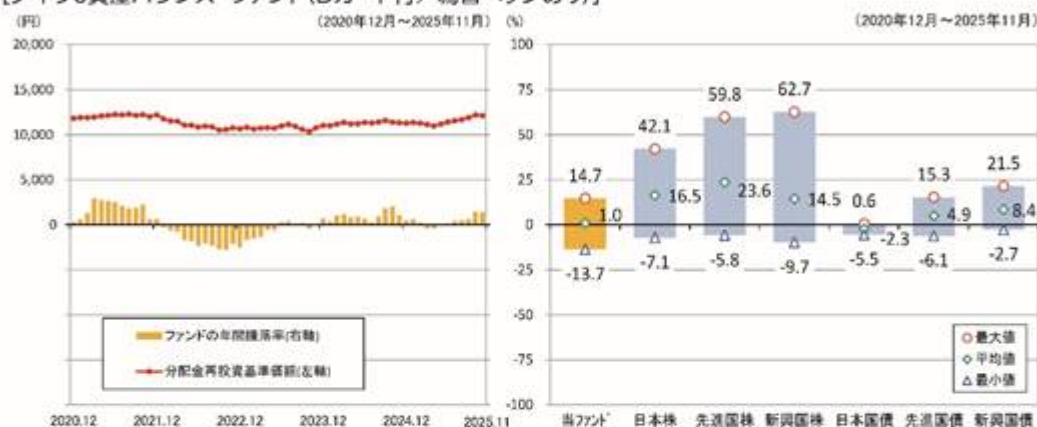 (円)
(2020年12月～2025年11月)
20,000
15,000
10,000
5,000
0
ファンドの年間騰落率(右軸)
分配金再投資基準価額(左軸)
2020.12 2021.12 2022.12 2023.12 2024.12 2025.11
(%)
(2020年12月～2025年11月)
100
75
50
25
0
-25
-50
-75
-100
14.7 42.1 59.8 62.7 0.6 15.3 21.5
1.0 16.5 23.6 14.5 -2.3 4.9 8.4
-13.7 -7.1 -5.8 -9.7 -5.5 -6.1 -2.7
最大値
平均値
最小値
当ファンド 日本株 先進国株 新興国株 日本国債 先進国債 新興国債